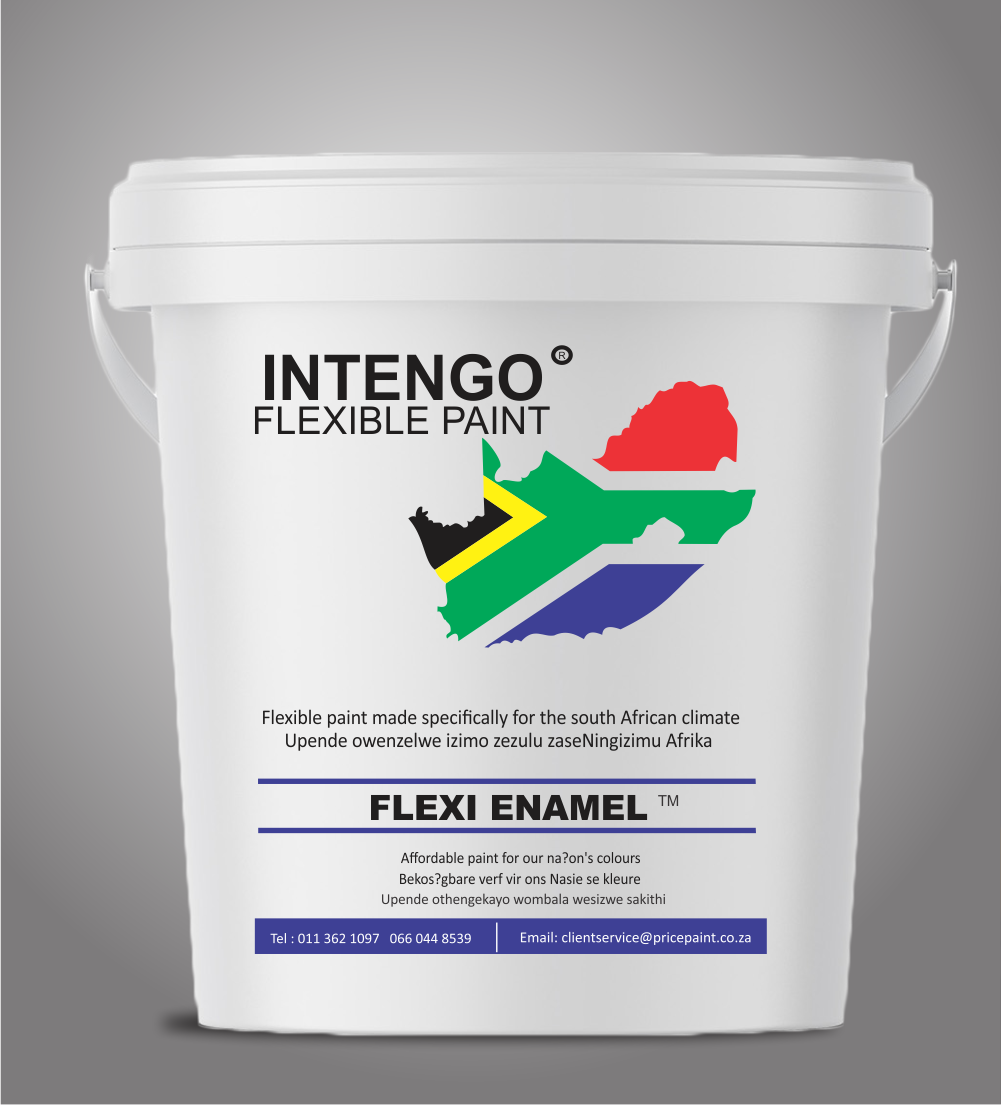 INTENGO ®
FLEXIBLE PAINT
Flexible paint made specifically for the south African climate
Upende owenzelwe izimo zezulu zaseNingizimu Afrika
FLEXI ENAMEL TM
Affordable paint for our na?on's colours
Bekos?gbare verf vir ons Nasie se kleure
Upende othengekayo wombala wesizwe sakithi
Tel : 011 362 1097 066 044 8539
Email: clientservice@pricepaint.co.za